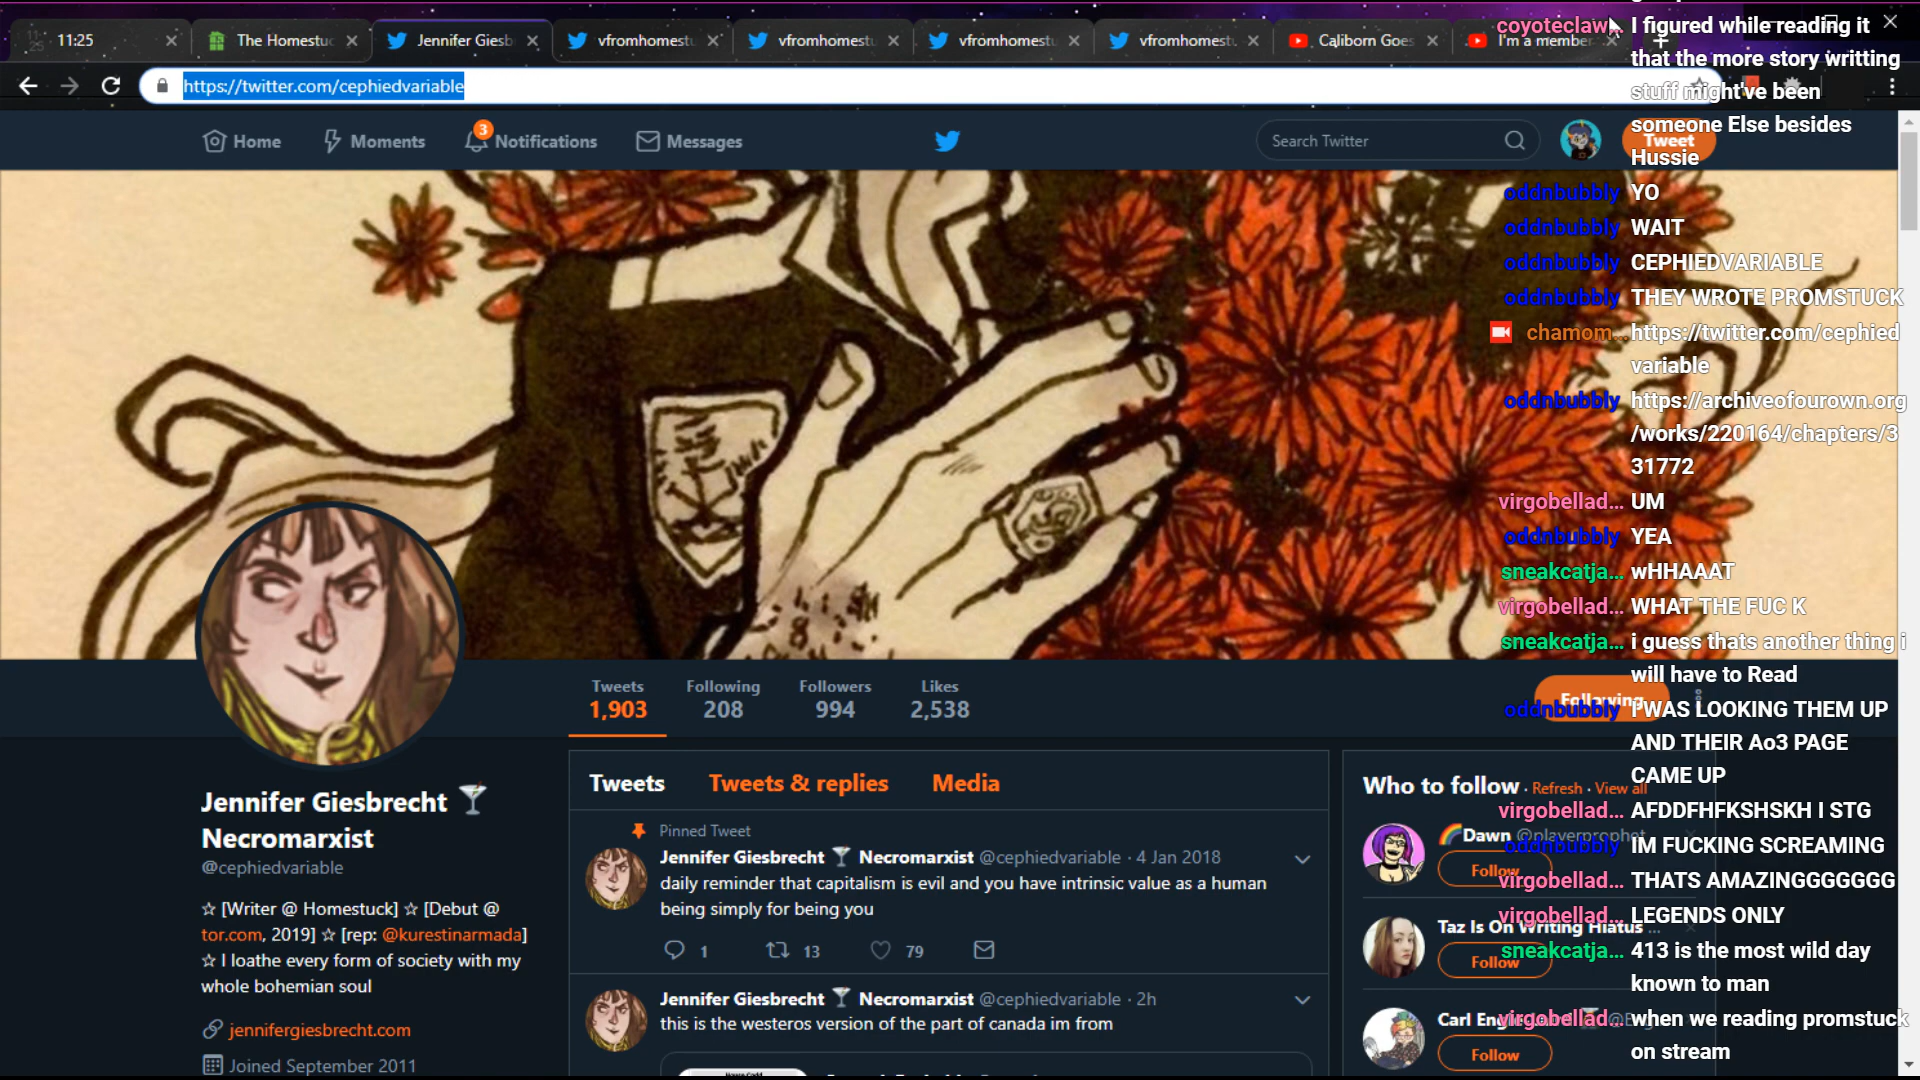 11:25
The Homestuc
Jennifer Giesb
vfromhomestu
vfromhomestu
vfromhomestu
vfromhomestu
Caliborn Goes
I'm a member
https://twitter.com/cephiedvariable
Home
Moments
3
Notifications
Messages
Search Twitter
Tweet
coyoteclaw... I figured while reading it
that the more story writting
stuff might've been
someone Else besides
Hussie
oddnbubbly YO
oddnbubbly WAIT
oddnbubbly CEPHIEDVARIABLE
oddnbubbly THEY WROTE PROMSTUCK
chamom... https://twitter.com/cephied
variable
oddnbubbly https://archiveofourown.org
/works/220164/chapters/3
31772
virgobellad... UM
oddnbubbly YEA
sneakcatja... wHHAAAT
virgobellad... WHAT THE FUC K
sneakcatja... i guess thats another thing i
will have to Read
oddnbubbly I WAS LOOKING THEM UP
AND THEIR Ao3 PAGE
CAME UP
virgobellad... AFDDFHFKSHSKH I STG
oddnbubbly IM FUCKING SCREAMING
virgobellad... THATS AMAZINGGGGGGG
virgobellad... LEGENDS ONLY
sneakcatja... 413 is the most wild day
known to man
virgobellad... when we reading promstuck
on stream
Tweets
1,903
Following
208
Followers
994
Likes
2,538
Following
Jennifer Giesbrecht 🍸
Necromarxist
@cephiedvariable
☆ [Writer @ Homestuck] ☆ [Debut @
tor.com, 2019] ☆ [rep: @kurestinarmada]
☆ I loathe every form of society with my
whole bohemian soul
jennifergiesbrecht.com
Joined September 2011
Tweets Tweets & replies Media
Pinned Tweet
Jennifer Giesbrecht 🍸 Necromarxist @cephiedvariable · 4 Jan 2018
daily reminder that capitalism is evil and you have intrinsic value as a human
being simply for being you
1 13 79
Jennifer Giesbrecht 🍸 Necromarxist @cephiedvariable · 2h
this is the westeros version of the part of canada im from
Who to follow · Refresh · View all
🌈Dawn @playerprophet
Follow
Taz Is On Writing Hiatus ...
Follow
Follow